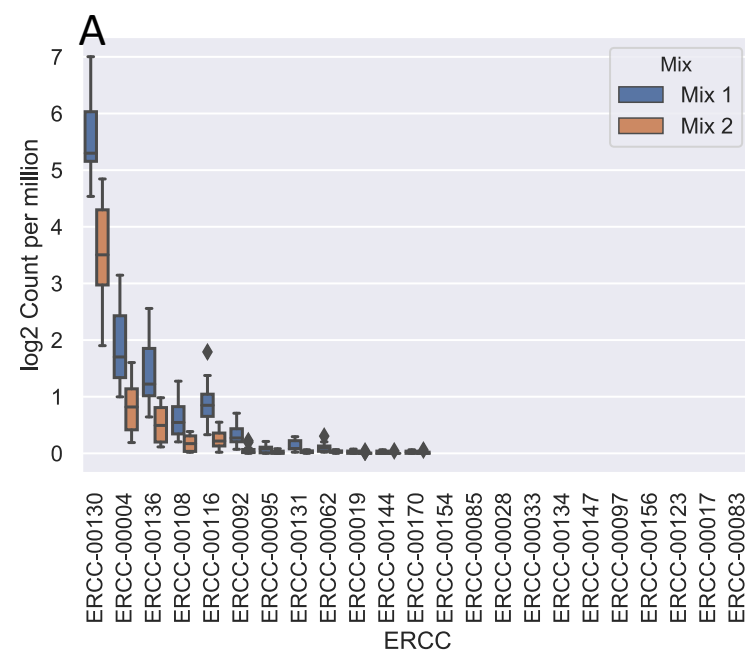 A
7
6
5
4
3
2
1
0
log2 Count per million
Mix
Mix 1
Mix 2
ERCC-00130
ERCC-00004
ERCC-00136
ERCC-00108
ERCC-00116
ERCC-00092
ERCC-00095
ERCC-00131
ERCC-00062
ERCC-00019
ERCC-00144
ERCC-00170
ERCC-00154
ERCC-00085
ERCC-00028
ERCC-00033
ERCC-00134
ERCC-00147
ERCC-00097
ERCC-00156
ERCC-00123
ERCC-00017
ERCC-00083
ERCC